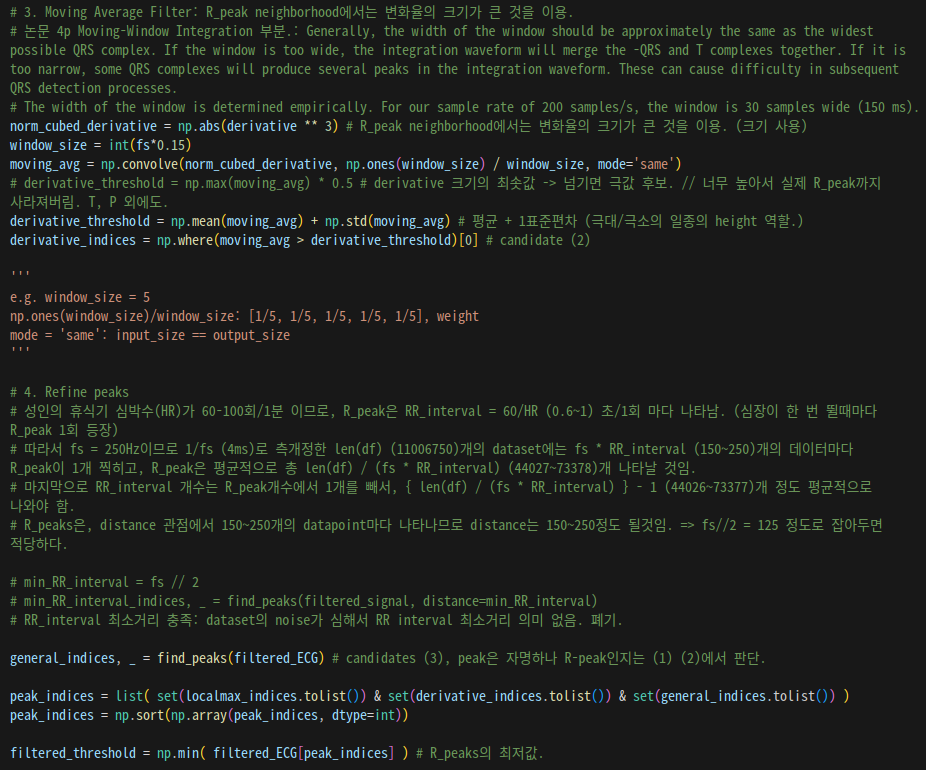 # 3. Moving Average Filter: R_peak neighborhood에서는 변화율의 크기가 큰 것을 이용.
# 논문 4p Moving-Window Integration 부분.: Generally, the width of the window should be approximately the same as the widest
possible QRS complex. If the window is too wide, the integration waveform will merge the -QRS and T complexes together. If it is
too narrow, some QRS complexes will produce several peaks in the integration waveform. These can cause difficulty in subsequent
QRS detection processes.
# The width of the window is determined empirically. For our sample rate of 200 samples/s, the window is 30 samples wide (150 ms).
norm_cubed_derivative = np.abs(derivative ** 3) # R_peak neighborhood에서는 변화율의 크기가 큰 것을 이용. (크기 사용)
window_size = int(fs*0.15)
moving_avg = np.convolve(norm_cubed_derivative, np.ones(window_size) / window_size, mode='same')
# derivative_threshold = np.max(moving_avg) * 0.5 # derivative 크기의 최솟값 -> 넘기면 극값 후보. // 너무 높아서 실제 R_peak까지
사라져버림. T, P 외에도.
derivative_threshold = np.mean(moving_avg) + np.std(moving_avg) # 평균 + 1표준편차 (극대/극소의 일종의 height 역할.)
derivative_indices = np.where(moving_avg > derivative_threshold)[0] # candidate (2)
'''
e.g. window_size = 5
np.ones(window_size)/window_size: [1/5, 1/5, 1/5, 1/5, 1/5], weight
mode = 'same': input_size == output_size
'''
# 4. Refine peaks
# 성인의 휴식기 심박수(HR)가 60-100회/1분 이므로, R_peak은 RR_interval = 60/HR (0.6~1) 초/1회 마다 나타남. (심장이 한 번 뛸때마다
R_peak 1회 등장)
# 따라서 fs = 250Hz이므로 1/fs (4ms)로 측개정한 len(df) (11006750)개의 dataset에는 fs * RR_interval (150~250)개의 데이터마다
R_peak이 1개 찍히고, R_peak은 평균적으로 총 len(df) / (fs * RR_interval) (44027~73378)개 나타날 것임.
# 마지막으로 RR_interval 개수는 R_peak개수에서 1개를 빼서, { len(df) / (fs * RR_interval) } - 1 (44026~73377)개 정도 평균적으로
나와야 함.
# R_peaks은, distance 관점에서 150~250개의 datapoint마다 나타나므로 distance는 150~250정도 될것임. => fs//2 = 125 정도로 잡아두면
적당하다.
# min_RR_interval = fs // 2
# min_RR_interval_indices, _ = find_peaks(filtered_signal, distance=min_RR_interval)
# RR_interval 최소거리 충족: dataset의 noise가 심해서 RR interval 최소거리 의미 없음. 폐기.
general_indices, _ = find_peaks(filtered_ECG) # candidates (3), peak은 자명하나 R-peak인지는 (1) (2)에서 판단.
peak_indices = list( set(localmax_indices.tolist()) & set(derivative_indices.tolist()) & set(general_indices.tolist()) )
peak_indices = np.sort(np.array(peak_indices, dtype=int))
filtered_threshold = np.min( filtered_ECG[peak_indices] ) # R_peaks의 최저값.